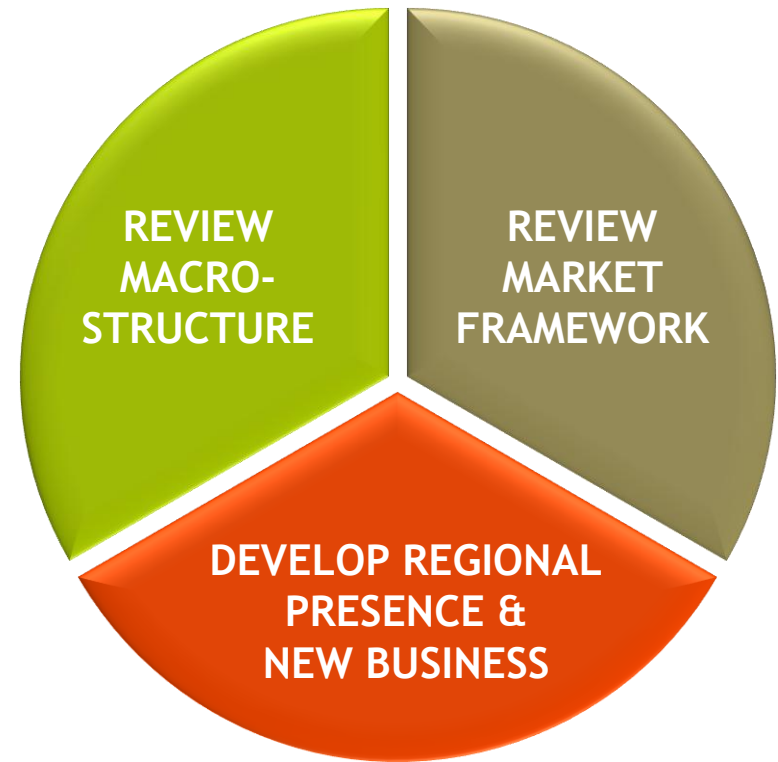 REVIEW
MACRO-
STRUCTURE
REVIEW
MARKET
FRAMEWORK
DEVELOP REGIONAL
PRESENCE &
NEW BUSINESS